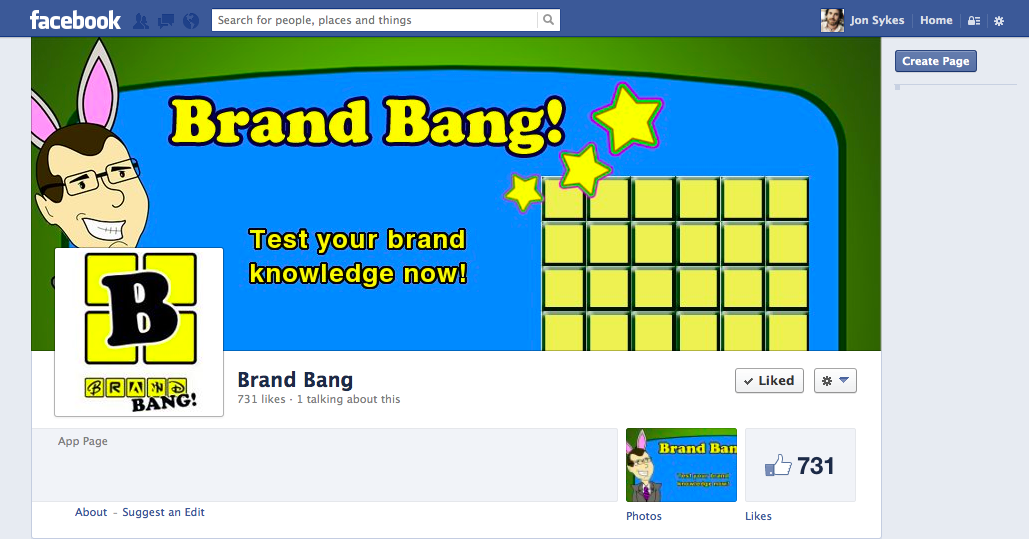 facebook
Search for people, places and things
Jon Sykes
Home
Create Page
Brand Bang!
Test your brand
knowledge now!
B
BRAND
BANG!
Brand Bang
731 likes · 1 talking about this
Liked
App Page
Brand Ban
Test your brand
knowledge now!
731
About - Suggest an Edit
Photos
Likes